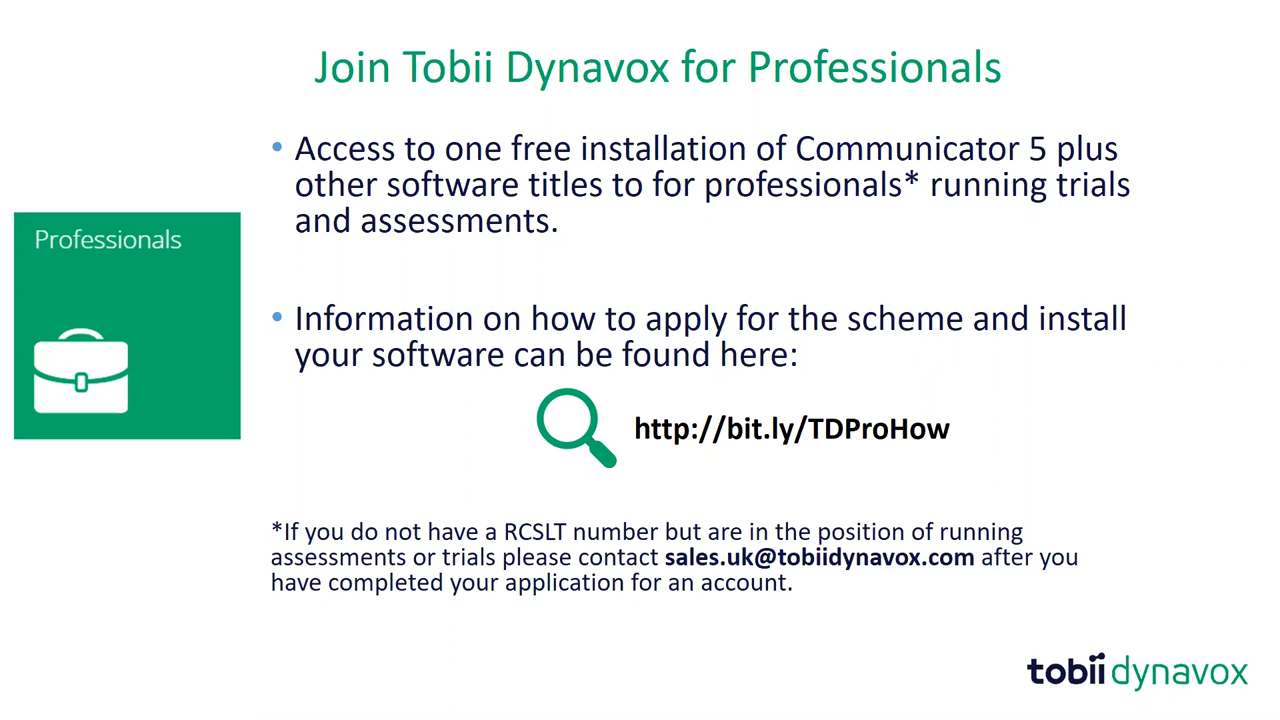 Join Tobii Dynavox for Professionals
• Access to one free installation of Communicator 5 plus
other software titles to for professionals* running trials
and assessments.
Professionals
• Information on how to apply for the scheme and install
your software can be found here:
http://bit.ly/TDProHow
*If you do not have a RCSLT number but are in the position of running
assessments or trials please contact sales.uk@tobiidynavox.com after you
have completed your application for an account.
tobii dynavox